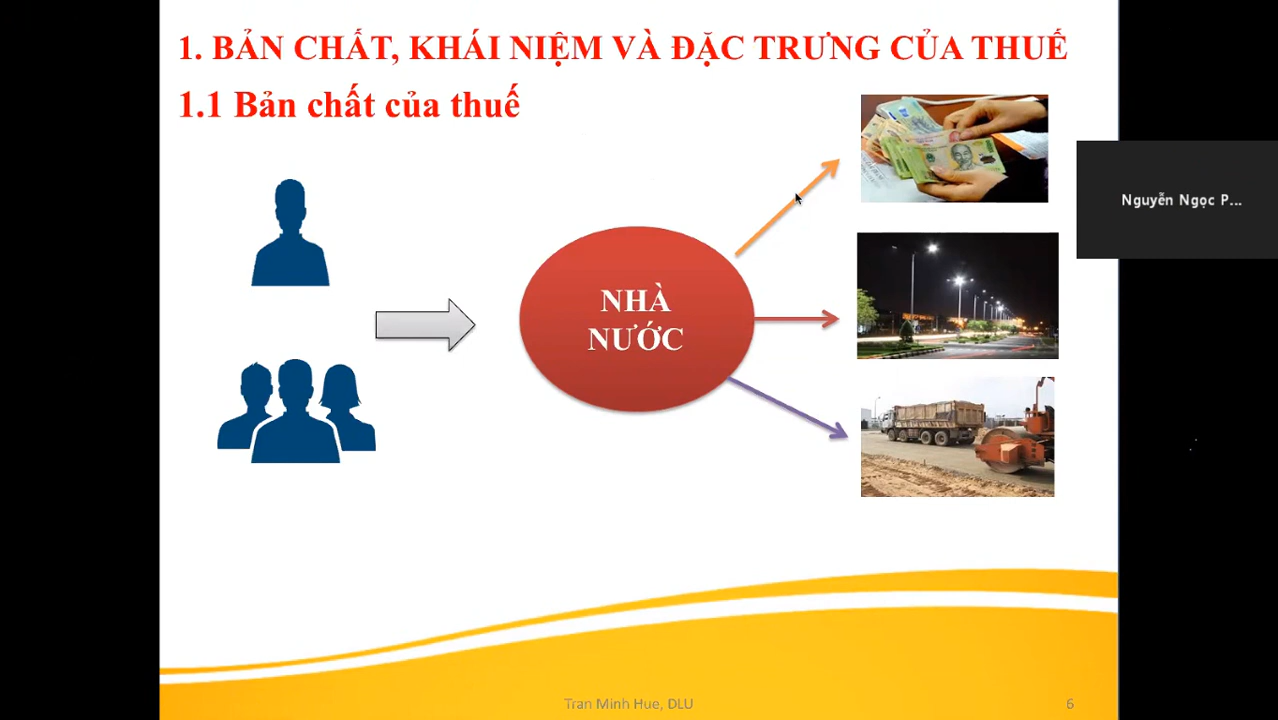 1. BẢN CHẤT, KHÁI NIỆM VÀ ĐẶC TRƯNG CỦA THUẾ
1.1 Bản chất của thuế
NHÀ
NƯỚC
Nguyễn Ngọc P...
Tran Minh Hue, DLU
6